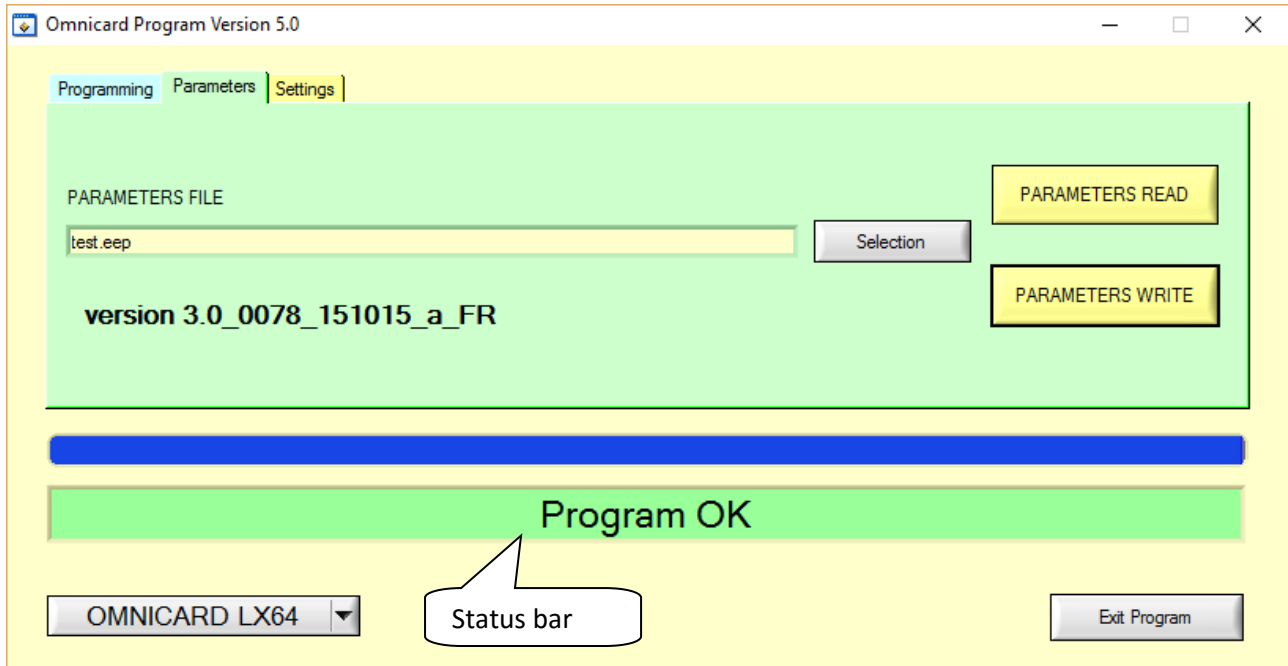 Omnicard Program Version 5.0
Programming Parameters Settings
PARAMETERS FILE
PARAMETERS READ
test.eep
Selection
PARAMETERS WRITE
version 3.0_0078_151015_a_FR
Program OK
OMNICARD LX64
Status bar
Exit Program